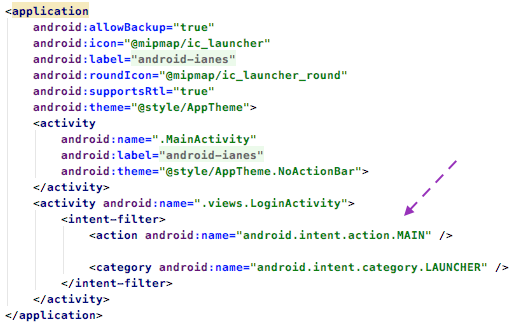 <application
android:allowBackup="true"
android:icon="@mipmap/ic_launcher"
android:label="android-ianes"
android:roundIcon="@mipmap/ic_launcher_round"
android:supportsRtl="true"
android:theme="@style/AppTheme">
<activity
android:name=".MainActivity"
android:label="android-ianes"
android:theme="@style/AppTheme.NoActionBar">
</activity>
<activity android:name=".views.LoginActivity">
<intent-filter>
<action android:name="android.intent.action.MAIN" />
<category android:name="android.intent.category.LAUNCHER" />
</intent-filter>
</activity>
</application>